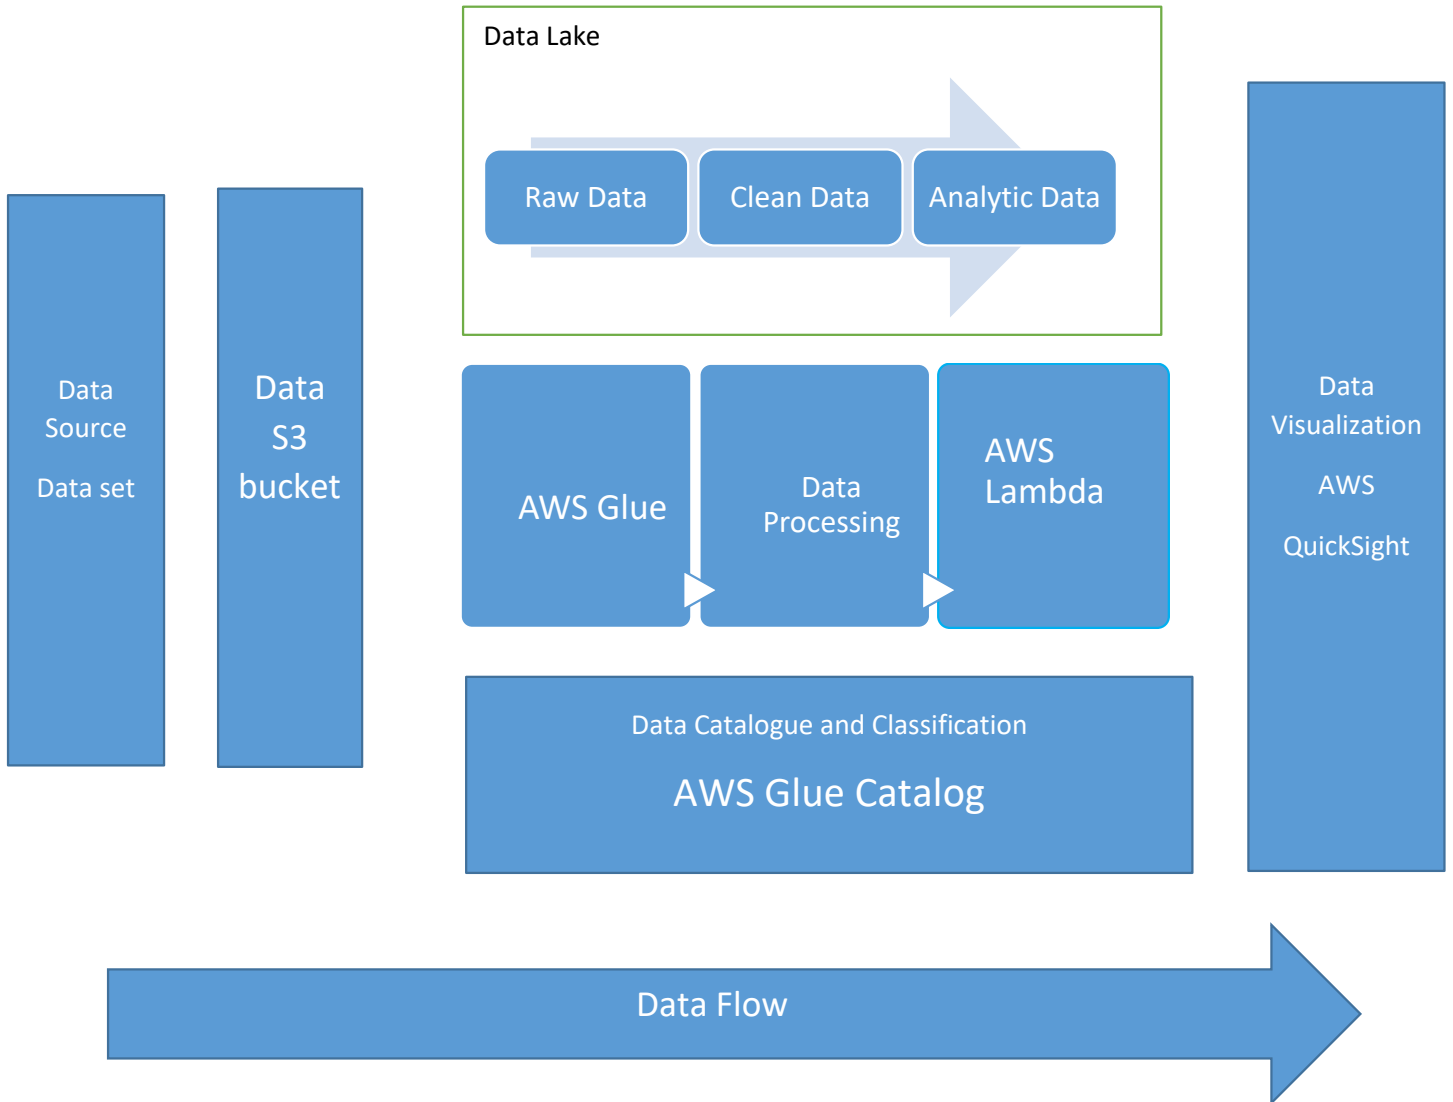 Data Lake
Raw Data
Clean Data
Analytic Data
Data
Source
Data set
Data
S3
bucket
AWS Glue
Data
Processing
AWS
Lambda
Data
Visualization
AWS
QuickSight
Data Catalogue and Classification
AWS Glue Catalog
Data Flow